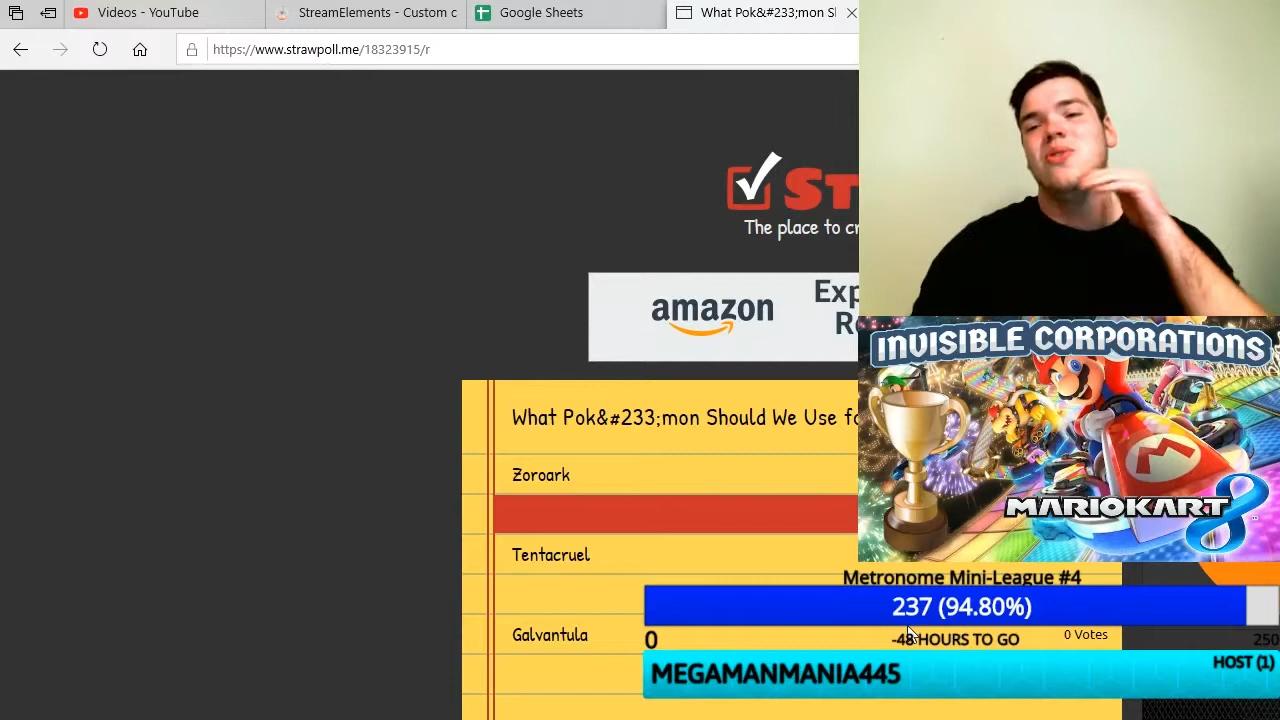 Videos - YouTube
StreamElements - Custom c
Google Sheets
What Pok&#233;mon SI
https://www.strawpoll.me/18323915/r
ST
The place to cr
amazon
Exp
R
What Pok&#233;mon Should We Use fo
Zoroark
Tentacruel
Galvantula
0 Votes
INVISIBLE CORPORATIONS
MARIOKART 8
Metronome Mini-League #4
237 (94.80%)
0
-48 HOURS TO GO
250
MEGAMANMANIA445
HOST (1)